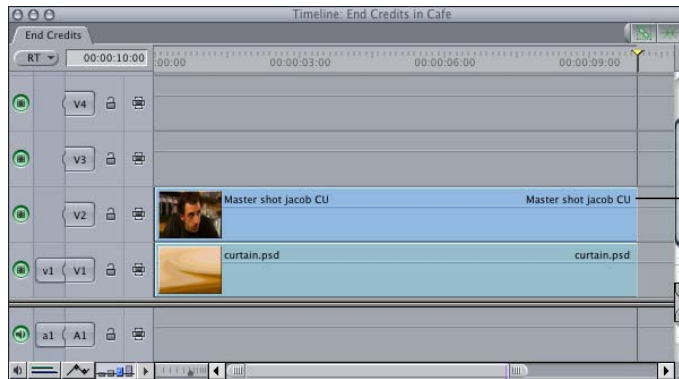 Timeline: End Credits in Cafe
End Credits
RT 00:00:10:00 :00:00 00:00:03:00 00:00:06:00 00:00:09:00
V4
V3
V2 Master shot jacob CU Master shot jacob CU
v1 V1 curtain.psd curtain.psd
a1 A1